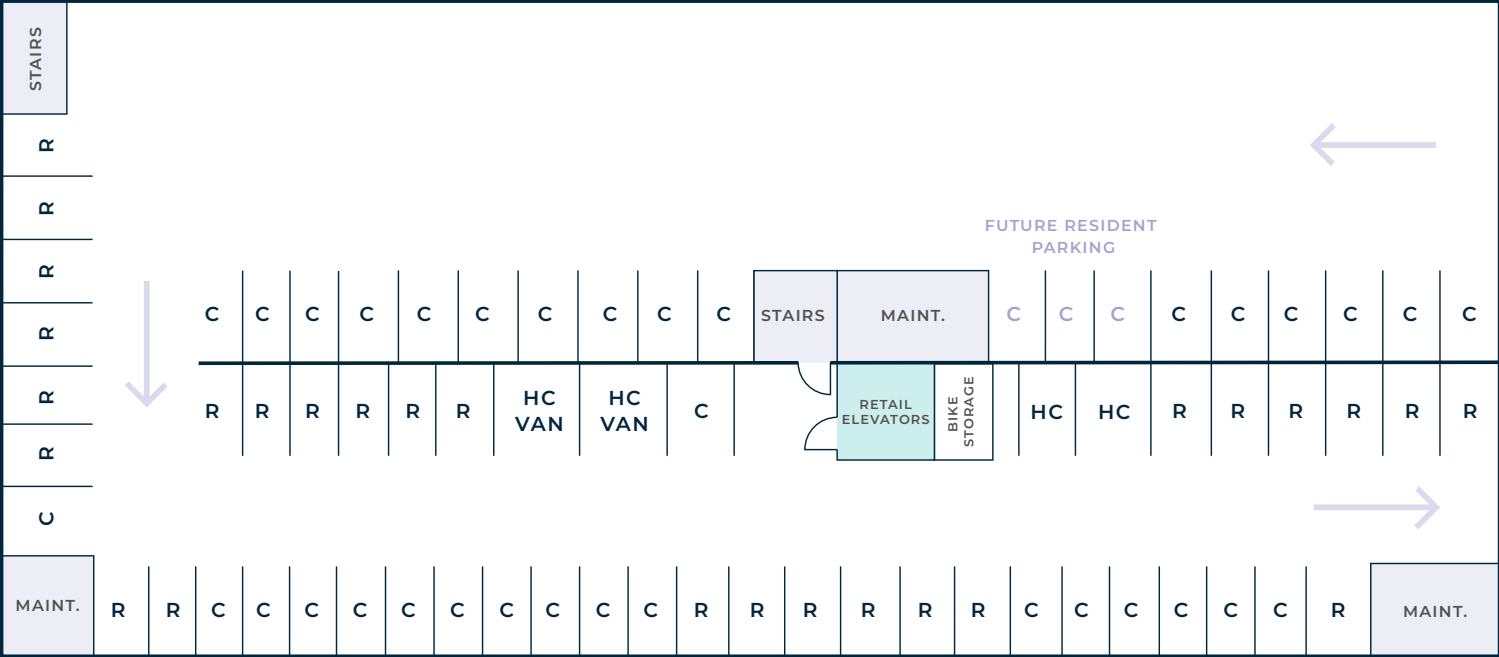 STAIRS
R
R
R
R
R
R
C
MAINT.
FUTURE RESIDENT
PARKING
C C C C C C C C C C STAIRS MAINT. C C C C C C C C C
R R R R R R HC VAN HC VAN C RETAIL ELEVATORS BIKE STORAGE HC HC R R R R R R
R R C C C C C C C C C C R R R R R R C C C C C C R MAINT.